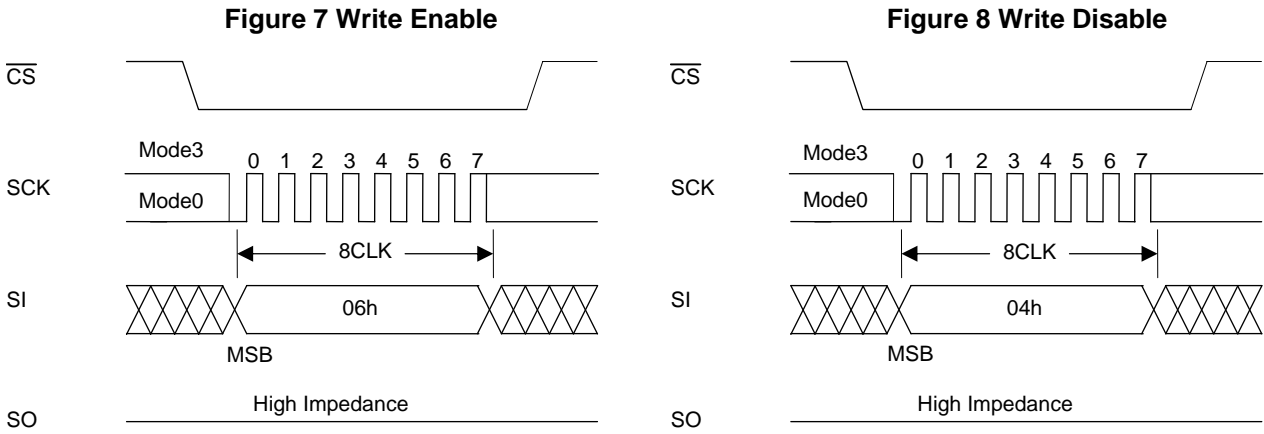 Figure 7 Write Enable
CS
Mode3
0 1 2 3 4 5 6 7
SCK
Mode0
8CLK
SI
06h
MSB
High Impedance
SO
Figure 8 Write Disable
CS
Mode3
0 1 2 3 4 5 6 7
SCK
Mode0
8CLK
SI
04h
MSB
High Impedance
SO